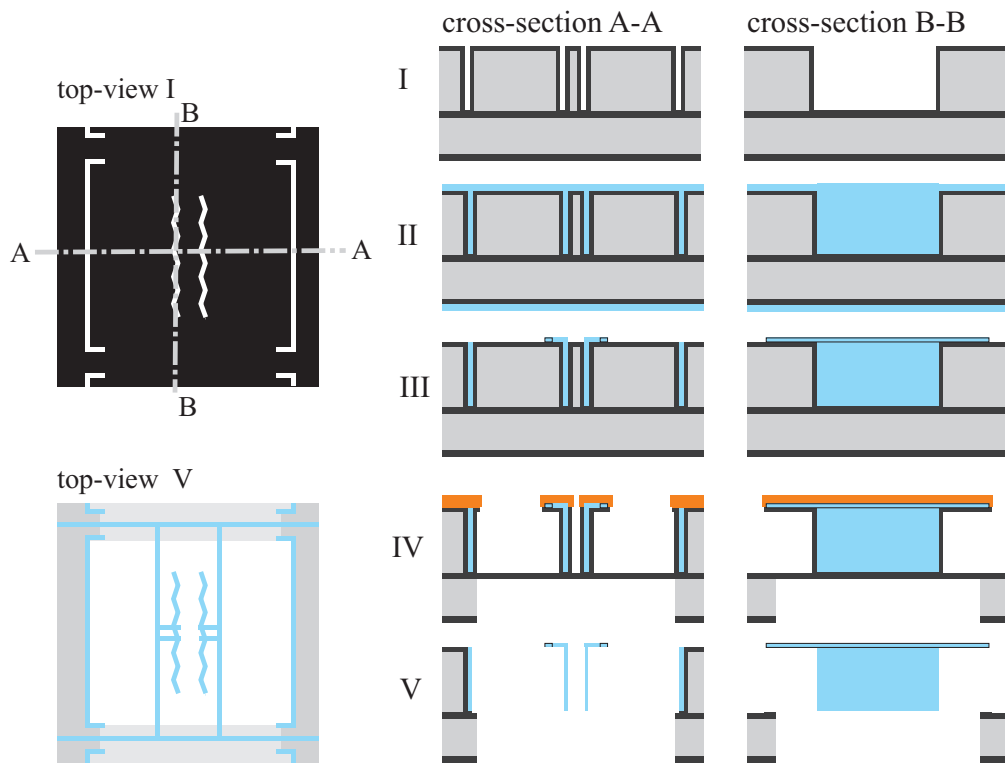 cross-section A-A
cross-section B-B
top-view I
B
A
A
B
top-view V
I
II
III
IV
V